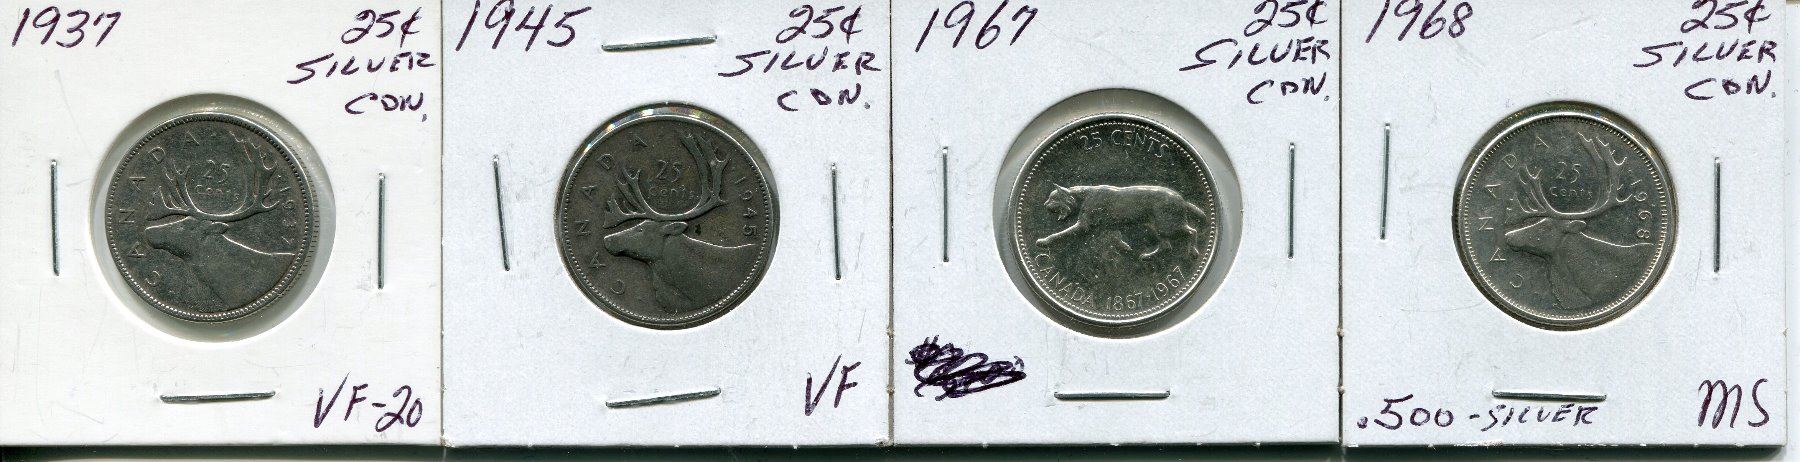 1937
25¢
SILVER
CDN.
CANADA
25
cents
1937
VF-20
1945
25¢
SILVER
CDN.
CANADA
25
cents
1945
VF
1967
25¢
SILVER
CDN.
25 CENTS
CANADA 1867-1967
1968
25¢
SILVER
CDN.
CANADA
25
cents
1968
.500-SILVER
MS